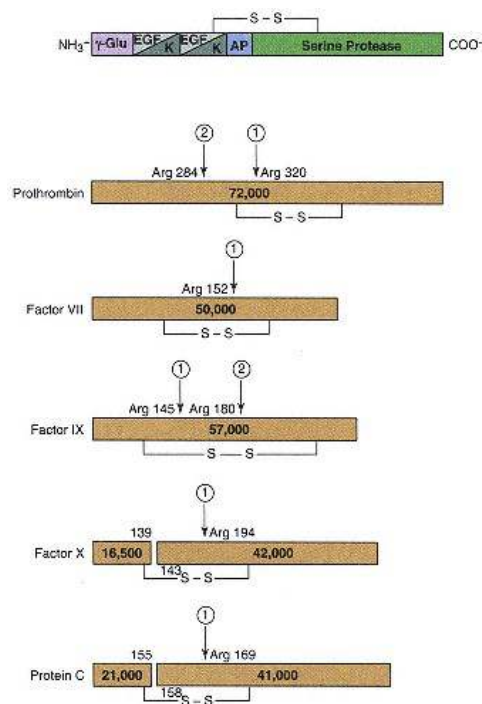 S – S
NH₃⁻ γ-Glu EGF K EGF K AP Serine Protease COO⁻
② ①
Arg 284 Arg 320
Prothrombin 72,000
S – S
①
Arg 152
Factor VII 50,000
S – S
① ②
Arg 145 Arg 180
Factor IX 57,000
S – S
①
139 Arg 194
Factor X 16,500 42,000
143 S – S
①
155 Arg 169
Protein C 21,000 41,000
158 S – S